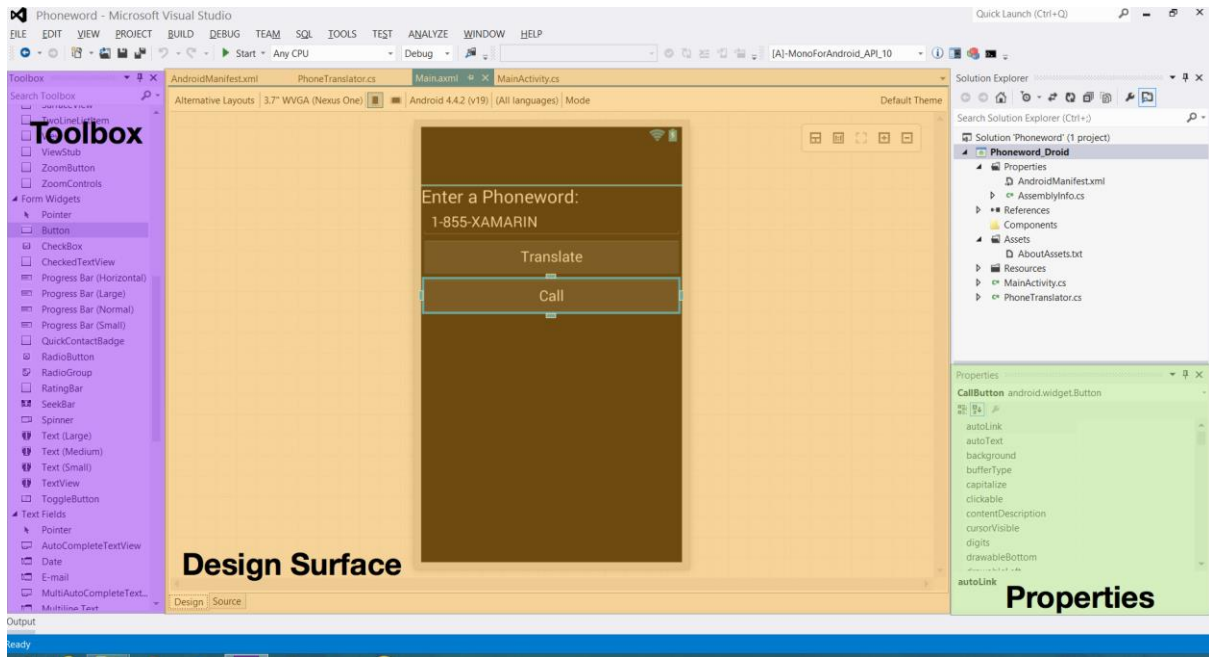 Phoneword - Microsoft Visual Studio
Quick Launch (Ctrl+Q)
FILE EDIT VIEW PROJECT BUILD DEBUG TEAM SQL TOOLS TEST ANALYZE WINDOW HELP
Start Any CPU Debug [A]-MonoForAndroid_API_10
Toolbox
Search Toolbox
SurfaceView
TwoLineListItem
Toolbox
ViewStub
ZoomButton
ZoomControls
Form Widgets
Pointer
Button
CheckBox
CheckedTextView
Progress Bar (Horizontal)
Progress Bar (Large)
Progress Bar (Normal)
Progress Bar (Small)
QuickContactBadge
RadioButton
RadioGroup
RatingBar
SeekBar
Spinner
Text (Large)
Text (Medium)
Text (Small)
TextView
ToggleButton
Text Fields
Pointer
AutoCompleteTextView
Date
E-mail
MultiAutoCompleteText...
Multiline Text
AndroidManifest.xml PhoneTranslator.cs Main.axml MainActivity.cs
Alternative Layouts 3.7" WVGA (Nexus One) Android 4.4.2 (v19) (All languages) Mode Default Theme
Enter a Phoneword:
1-855-XAMARIN
Translate
Call
Design Surface
Design Source
Solution Explorer
Search Solution Explorer (Ctrl+;)
Solution 'Phoneword' (1 project)
Phoneword_Droid
Properties
AndroidManifest.xml
AssemblyInfo.cs
References
Components
Assets
AboutAssets.txt
Resources
MainActivity.cs
PhoneTranslator.cs
Properties
CallButton android.widget.Button
autoLink
autoText
background
bufferType
capitalize
clickable
contentDescription
cursorVisible
digits
drawableBottom
autoLink
Properties
Output
Ready